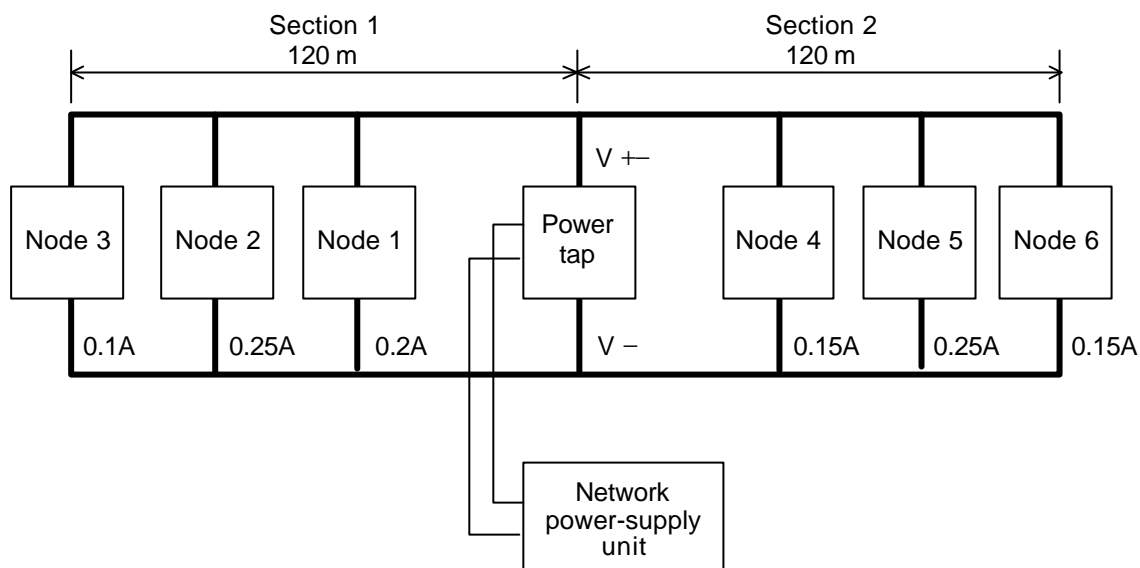 Section 1
120 m
Section 2
120 m
V +−
Node 3
Node 2
Node 1
Power
tap
Node 4
Node 5
Node 6
0.1A
0.25A
0.2A
V −
0.15A
0.25A
0.15A
Network
power-supply
unit